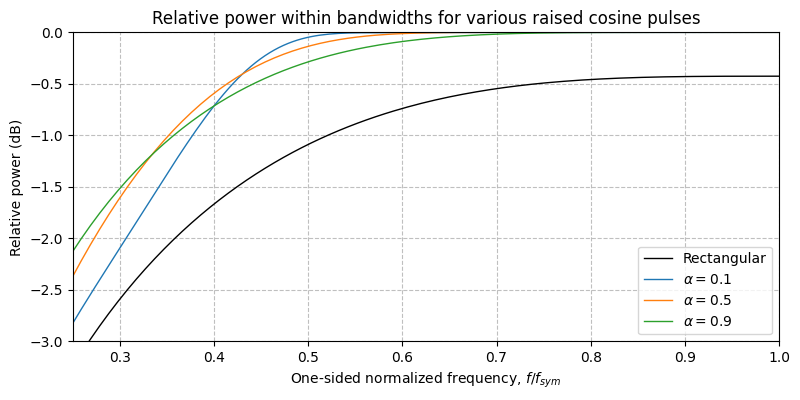 Relative power within bandwidths for various raised cosine pulses
Relative power (dB)
0.0
−0.5
−1.0
−1.5
−2.0
−2.5
−3.0
Rectangular
α = 0.1
α = 0.5
α = 0.9
0.3 0.4 0.5 0.6 0.7 0.8 0.9 1.0
One-sided normalized frequency, f/fsym